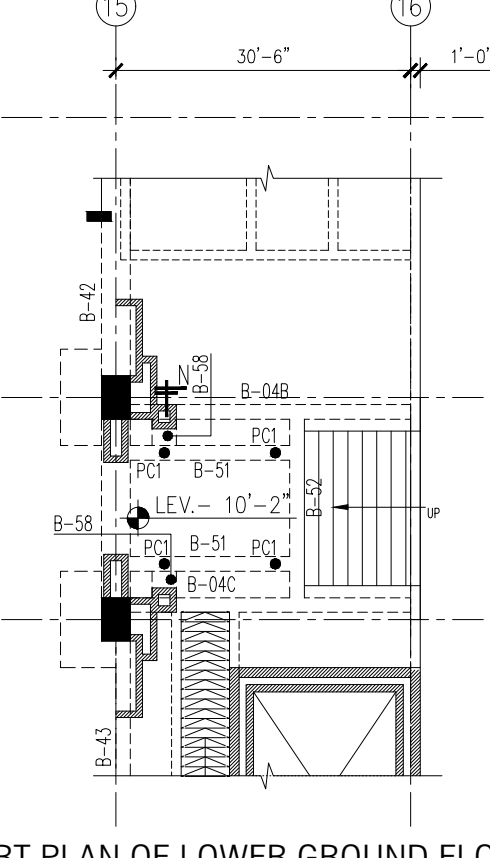 15
16
30'-6"
1'-0"
B-42
N
B-58
B-04B
PC1
PC1
B-51
B-52
LEV.- 10'-2"
UP
B-58
PC1
B-51
PC1
B-04C
B-43
RT PLAN OF LOWER GROUND FLO